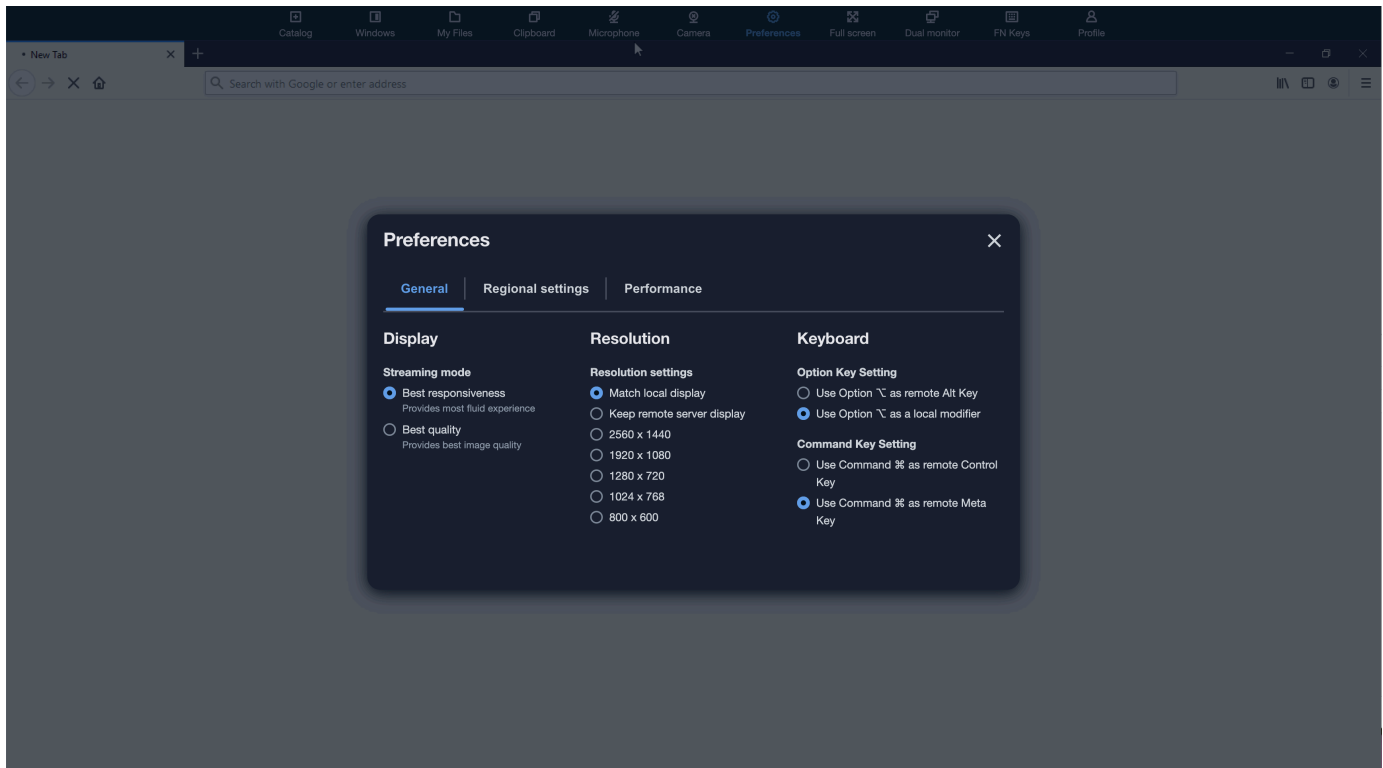 Catalog Windows My Files Clipboard Microphone Camera Preferences Full screen Dual monitor FN Keys Profile
• New Tab
Search with Google or enter address
Preferences
General Regional settings Performance
Display
Streaming mode
Best responsiveness
Provides most fluid experience
Best quality
Provides best image quality
Resolution
Resolution settings
Match local display
Keep remote server display
2560 x 1440
1920 x 1080
1280 x 720
1024 x 768
800 x 600
Keyboard
Option Key Setting
Use Option ⌥ as remote Alt Key
Use Option ⌥ as a local modifier
Command Key Setting
Use Command ⌘ as remote Control
Key
Use Command ⌘ as remote Meta
Key